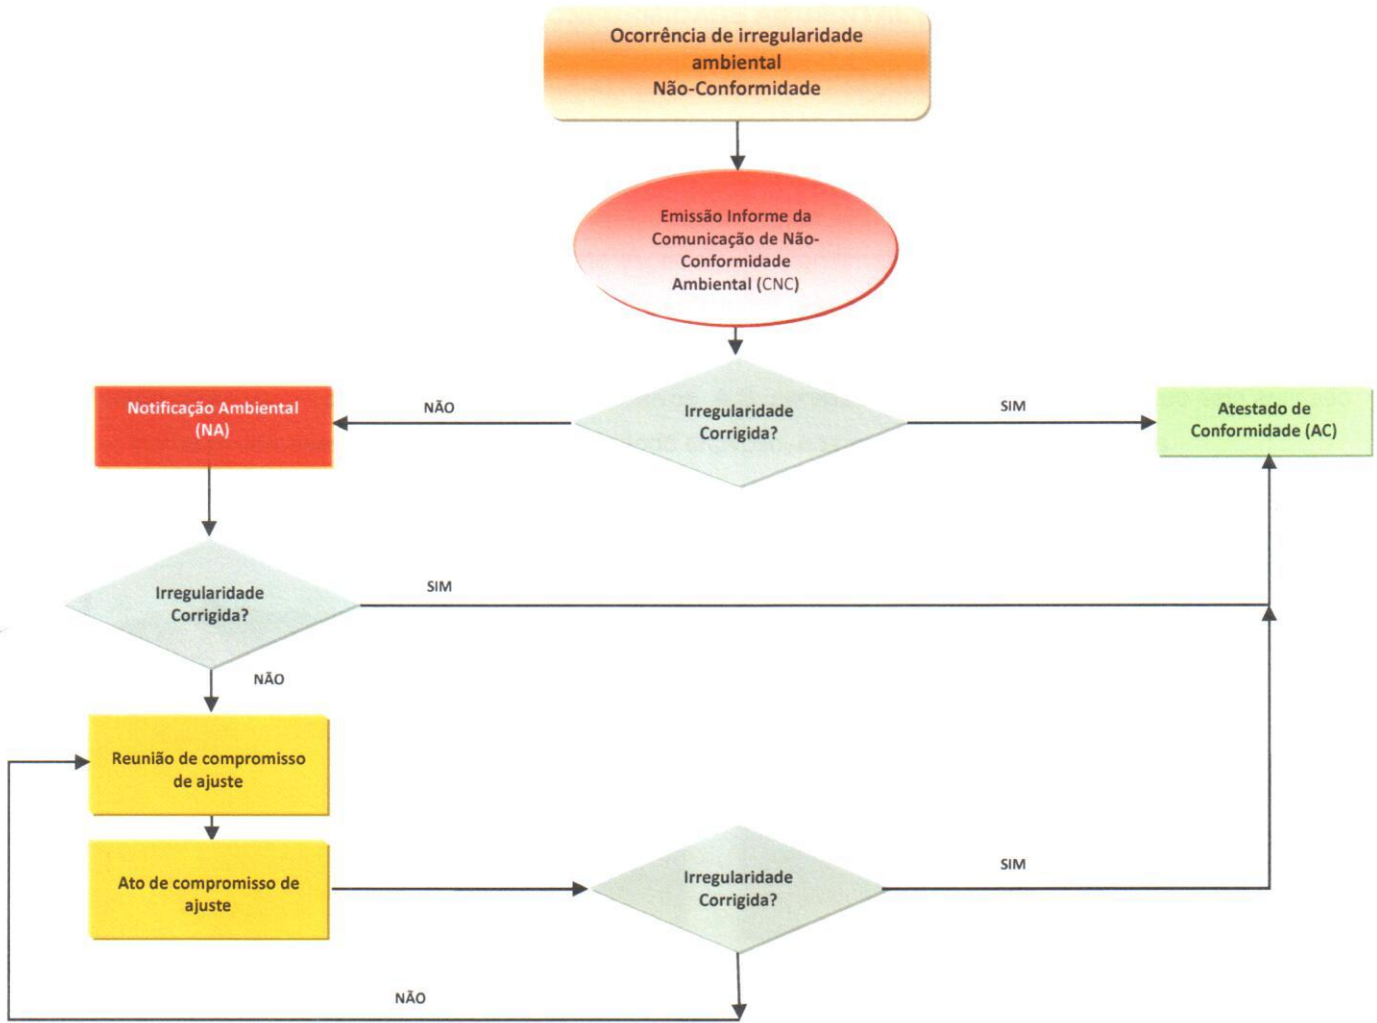 Ocorrência de irregularidade
ambiental
Não-Conformidade
Emissão Informe da
Comunicação de Não-
Conformidade
Ambiental (CNC)
Irregularidade
Corrigida?
NÃO
SIM
Notificação Ambiental
(NA)
Atestado de
Conformidade (AC)
Irregularidade
Corrigida?
SIM
NÃO
Reunião de compromisso
de ajuste
Ato de compromisso de
ajuste
Irregularidade
Corrigida?
SIM
NÃO